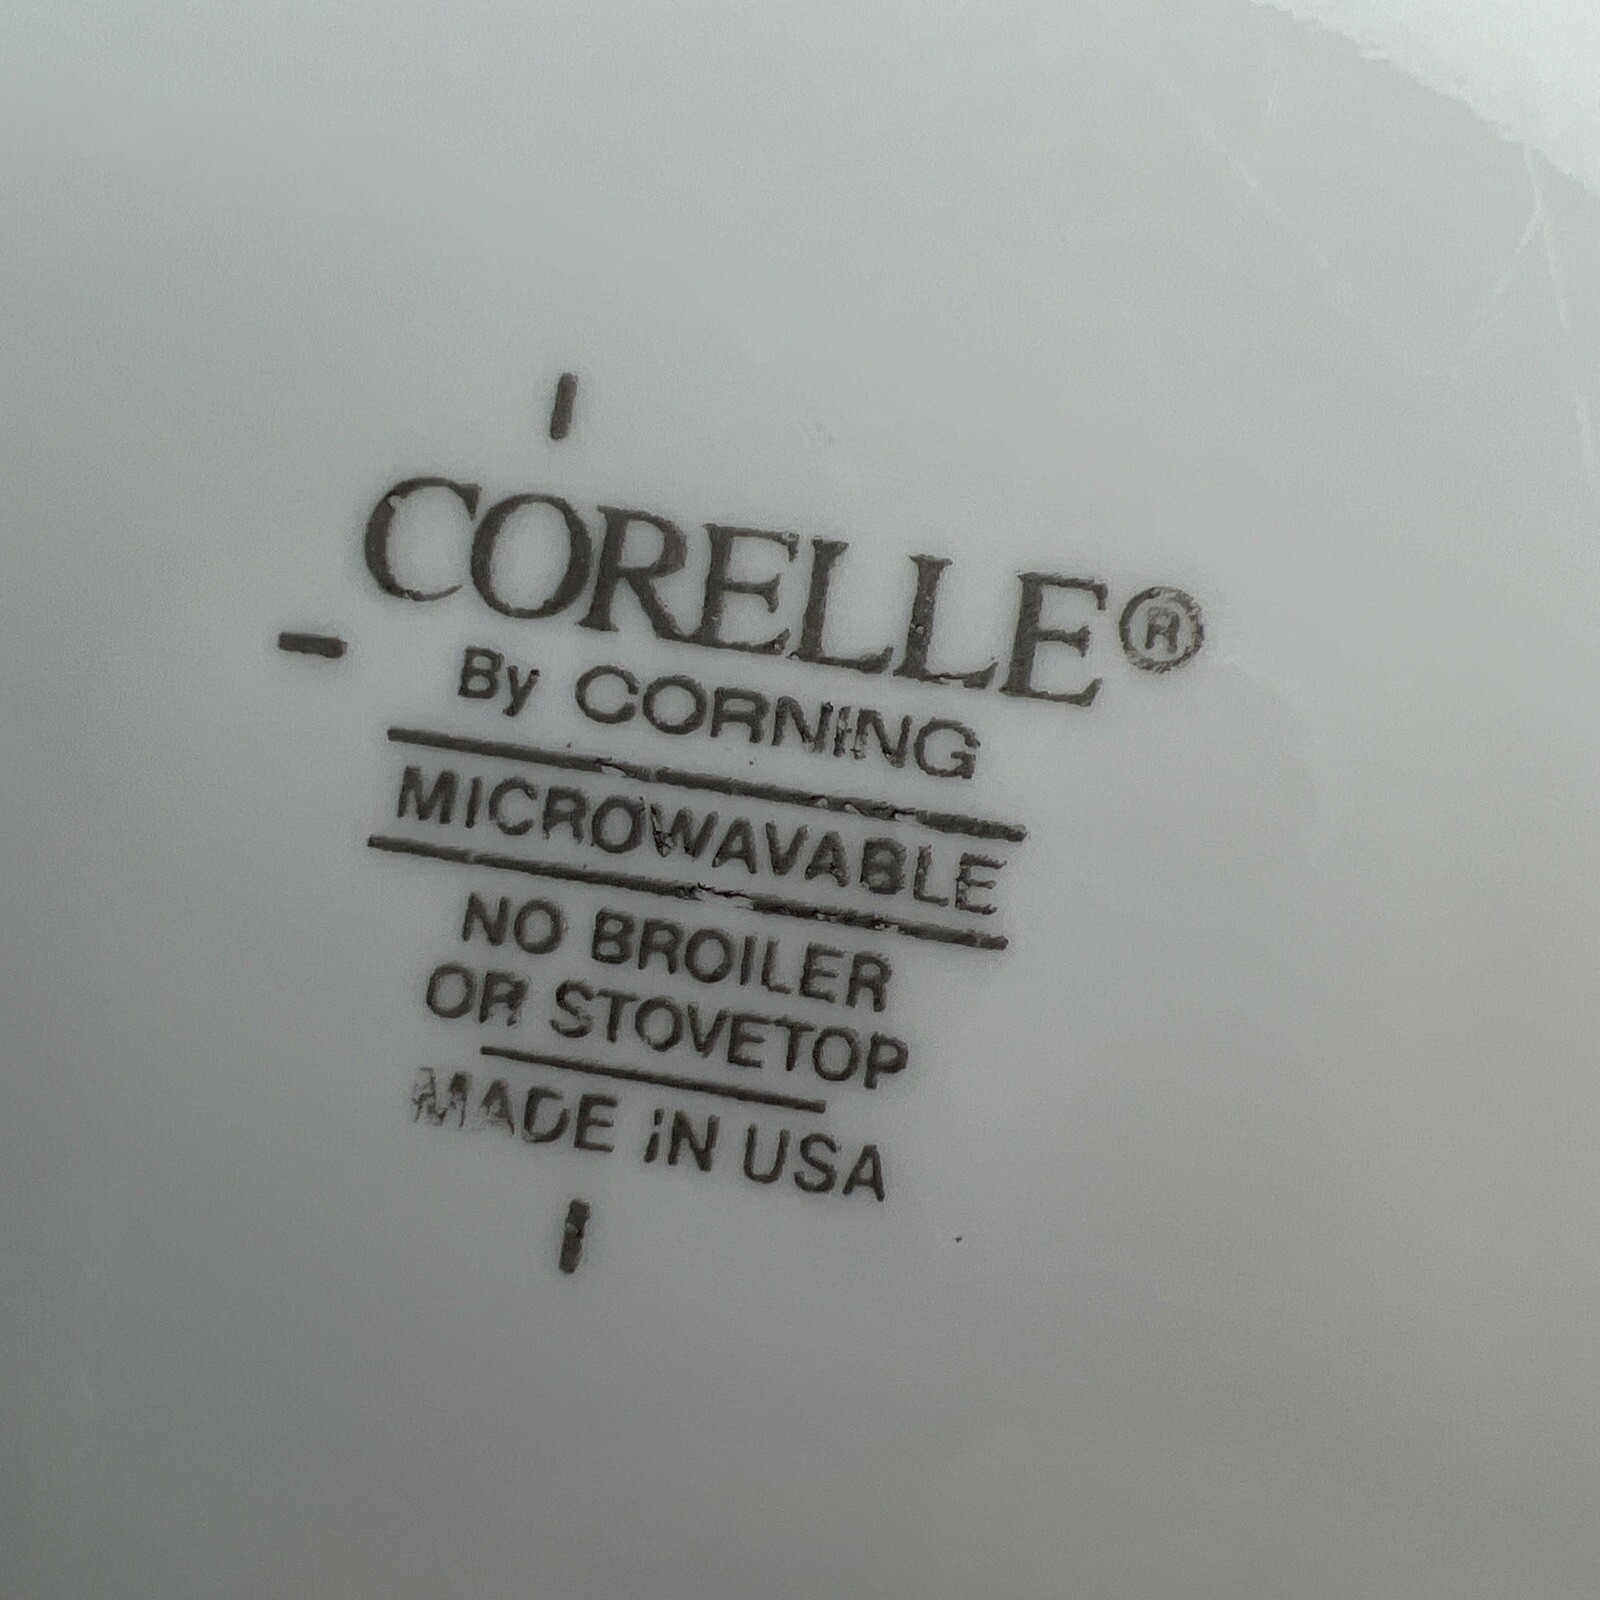 CORELLE®
By CORNING
MICROWAVABLE
NO BROILER
OR STOVETOP
MADE IN USA